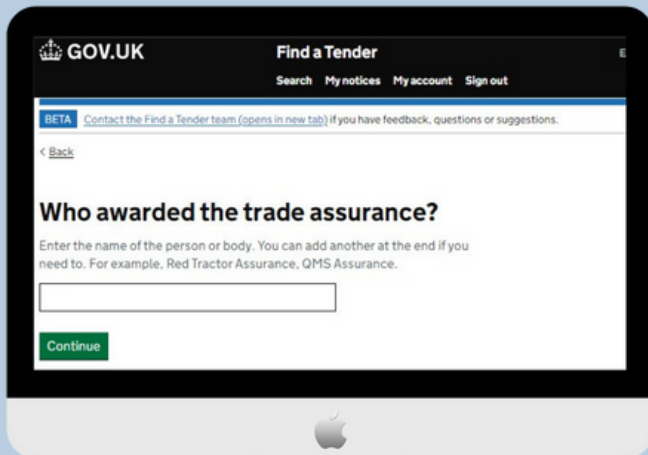 GOV.UK
Find a Tender
E
Search My notices My account Sign out
BETA Contact the Find a Tender team (opens in new tab) if you have feedback, questions or suggestions.
< Back
Who awarded the trade assurance?
Enter the name of the person or body. You can add another at the end if you
need to. For example, Red Tractor Assurance, QMS Assurance.
Continue